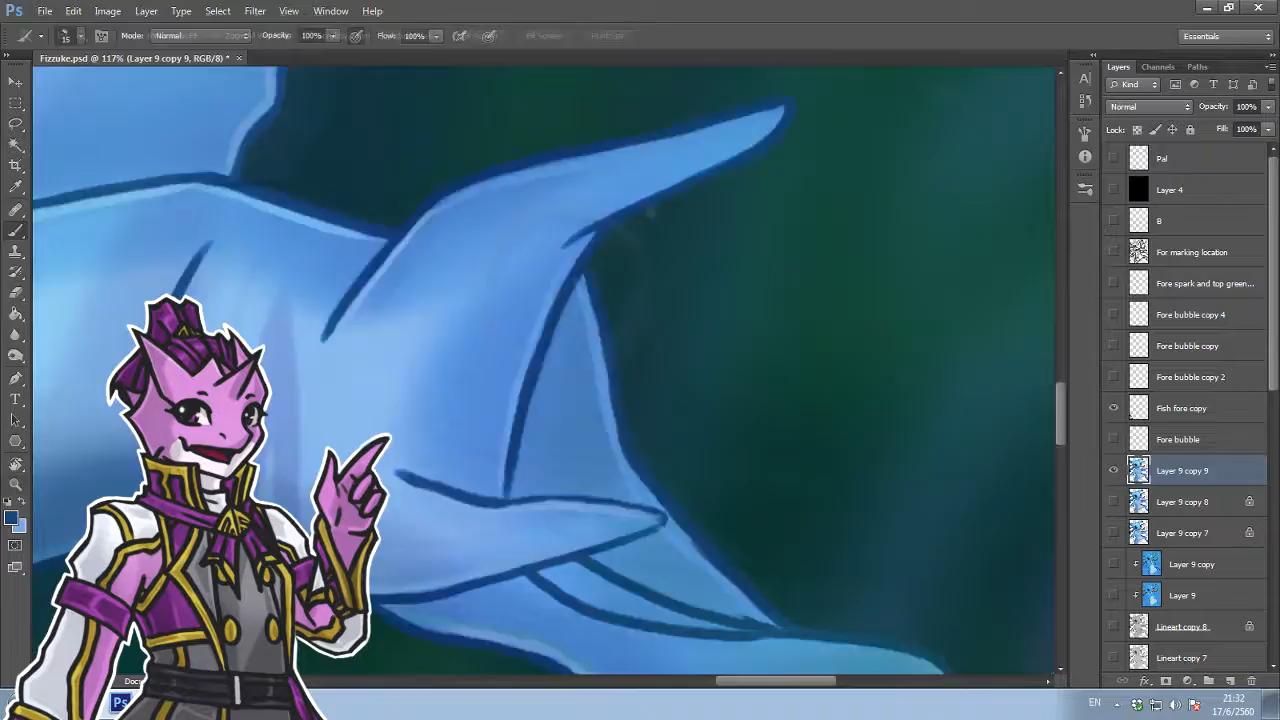 Ps File Edit Image Layer Type Select Filter View Window Help
15 Mode: Normal Opacity: 100% Flow: 100% Essentials
Fizzuke.psd @ 117% (Layer 9 copy 9, RGB/8) *
Layers Channels Paths
Kind
Normal Opacity: 100%
Lock: Fill: 100%
Pal
Layer 4
B
For marking location
Fore spark and top green...
Fore bubble copy 4
Fore bubble copy
Fore bubble copy 2
Fish fore copy
Fore bubble
Layer 9 copy 9
Layer 9 copy 8
Layer 9 copy 7
Layer 9 copy
Layer 9
Lineart copy 8
Lineart copy 7
Doc
Ps
EN 21:32
17/6/2560